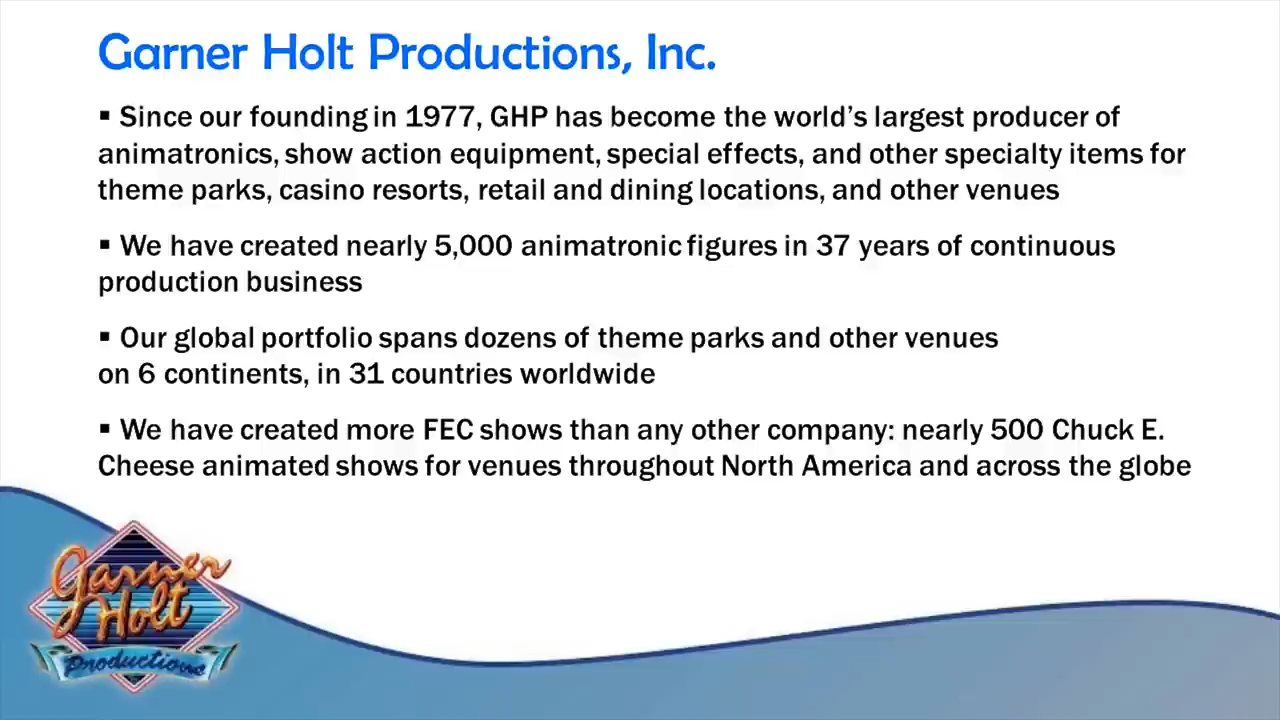 Garner Holt Productions, Inc.
▪ Since our founding in 1977, GHP has become the world’s largest producer of
animatronics, show action equipment, special effects, and other specialty items for
theme parks, casino resorts, retail and dining locations, and other venues
▪ We have created nearly 5,000 animatronic figures in 37 years of continuous
production business
▪ Our global portfolio spans dozens of theme parks and other venues
on 6 continents, in 31 countries worldwide
▪ We have created more FEC shows than any other company: nearly 500 Chuck E.
Cheese animated shows for venues throughout North America and across the globe
Garner
Holt
Productions